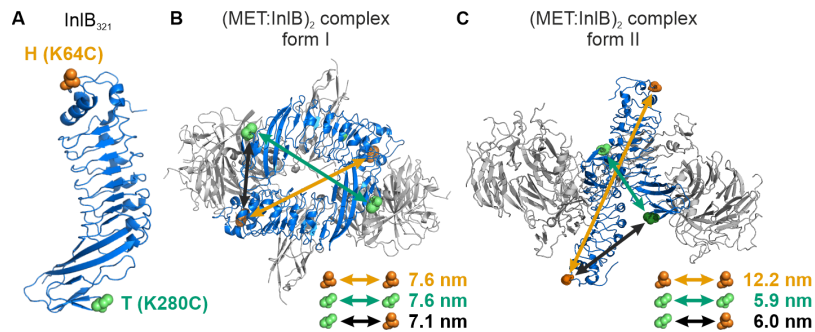 A InlB₃₂₁
H (K64C)
T (K280C)
B (MET:InlB)₂ complex
form I
7.6 nm
7.6 nm
7.1 nm
C (MET:InlB)₂ complex
form II
12.2 nm
5.9 nm
6.0 nm